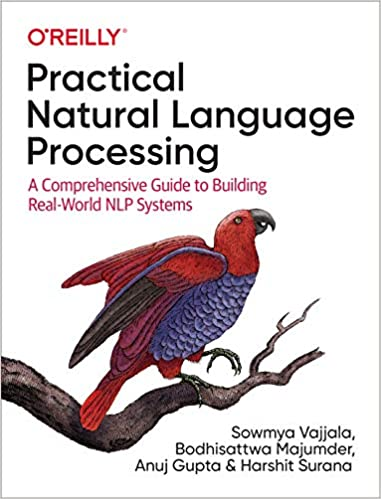 O'REILLY®
Practical
Natural Language
Processing
A Comprehensive Guide to Building
Real-World NLP Systems
Sowmya Vajjala,
Bodhisattwa Majumder,
Anuj Gupta & Harshit Surana